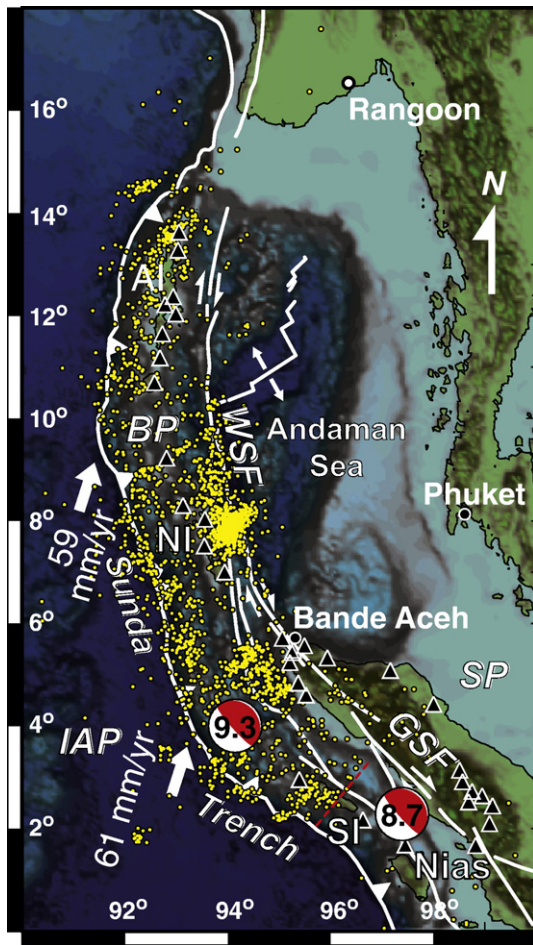 16°
Rangoon
N
14°
AI
12°
10°
WSF
BP
Andaman
Sea
Phuket
8°
NI
59
mm/yr
Sunda
6°
Bande Aceh
SP
GSF
4°
9.3
IAP
61 mm/yr
Trench
8.7
2°
SI
Nias
92°
94°
96°
98°